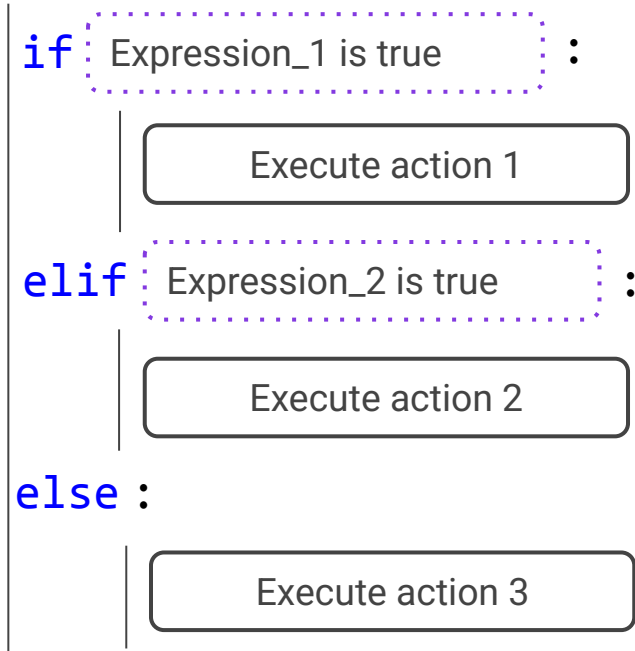 if Expression_1 is true :
Execute action 1
elif Expression_2 is true :
Execute action 2
else :
Execute action 3